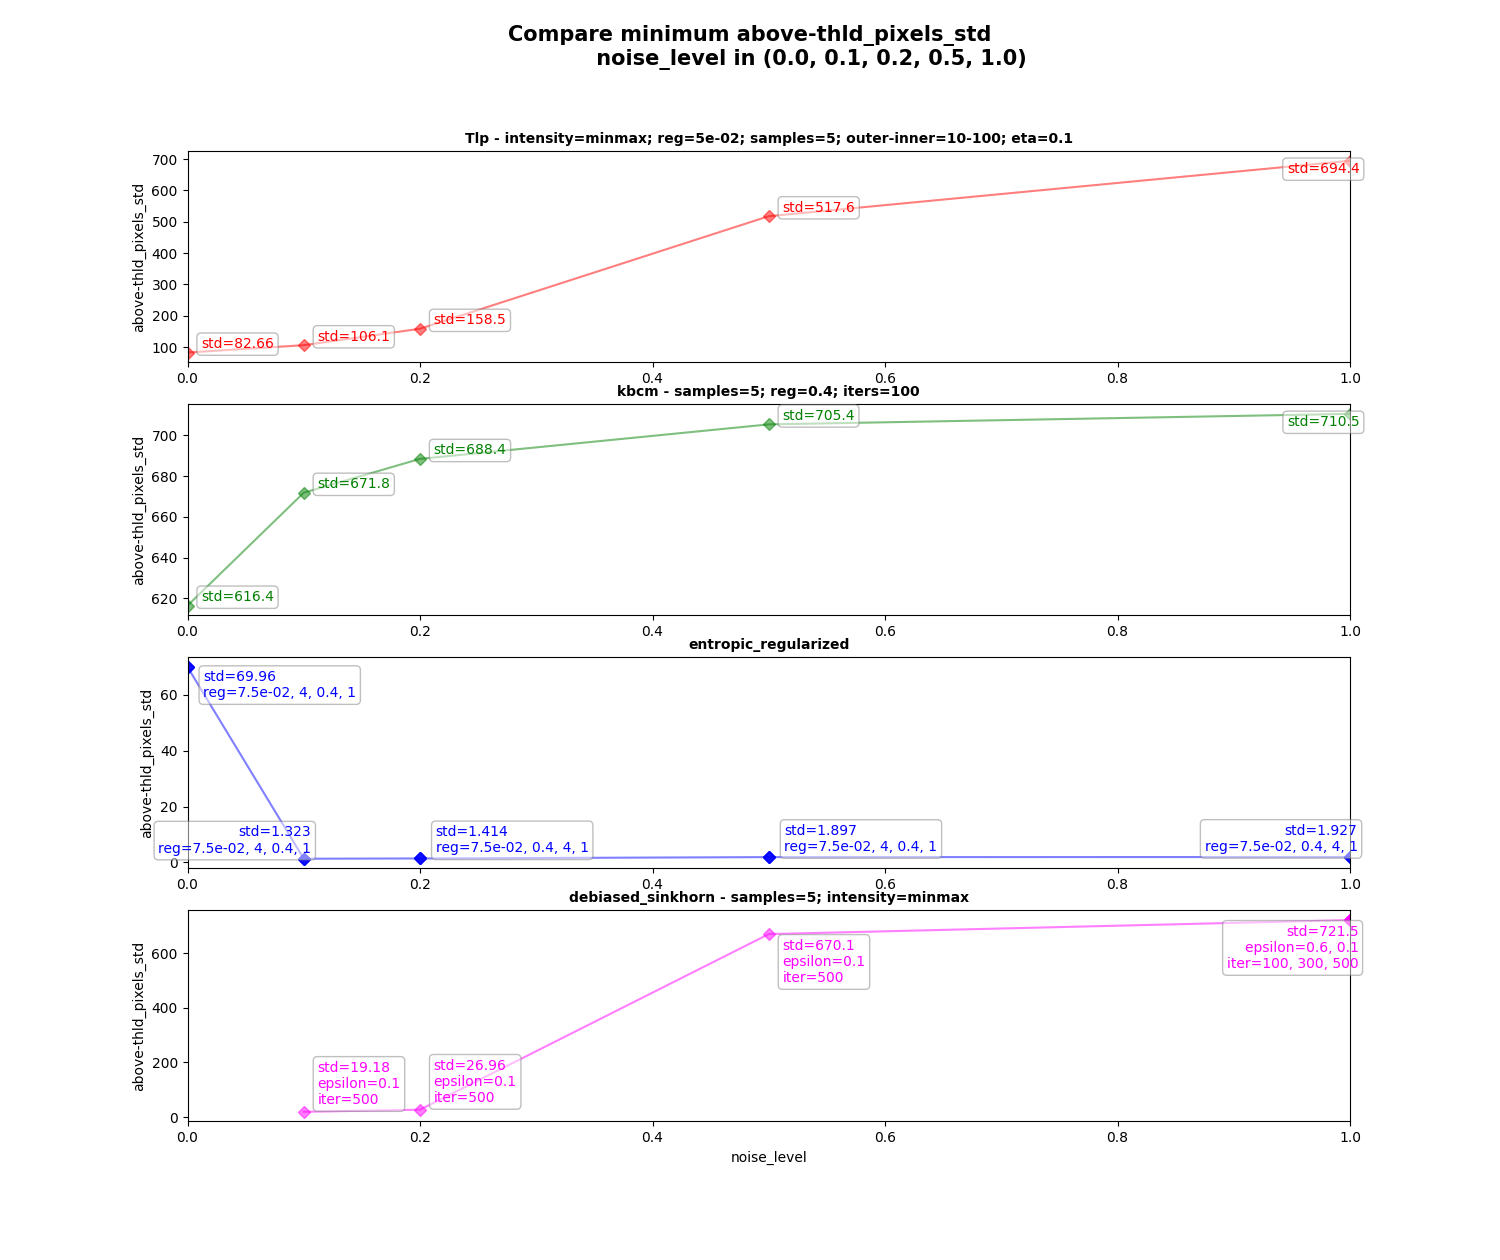 Compare minimum above-thld_pixels_std
noise_level in (0.0, 0.1, 0.2, 0.5, 1.0)
Tlp - intensity=minmax; reg=5e-02; samples=5; outer-inner=10-100; eta=0.1
above-thld_pixels_std
700
600
500
400
300
200
100
std=82.66
std=106.1
std=158.5
std=517.6
std=694.4
0.0 0.2 0.4 0.6 0.8 1.0
kbcm - samples=5; reg=0.4; iters=100
above-thld_pixels_std
700
680
660
640
620
std=616.4
std=671.8
std=688.4
std=705.4
std=710.5
0.0 0.2 0.4 0.6 0.8 1.0
entropic_regularized
above-thld_pixels_std
60
40
20
0
std=69.96
reg=7.5e-02, 4, 0.4, 1
std=1.323
reg=7.5e-02, 4, 0.4, 1
std=1.414
reg=7.5e-02, 0.4, 4, 1
std=1.897
reg=7.5e-02, 4, 0.4, 1
std=1.927
reg=7.5e-02, 0.4, 4, 1
0.0 0.2 0.4 0.6 0.8 1.0
debiased_sinkhorn - samples=5; intensity=minmax
above-thld_pixels_std
600
400
200
0
std=19.18
epsilon=0.1
iter=500
std=26.96
epsilon=0.1
iter=500
std=670.1
epsilon=0.1
iter=500
std=721.5
epsilon=0.6, 0.1
iter=100, 300, 500
0.0 0.2 0.4 0.6 0.8 1.0
noise_level